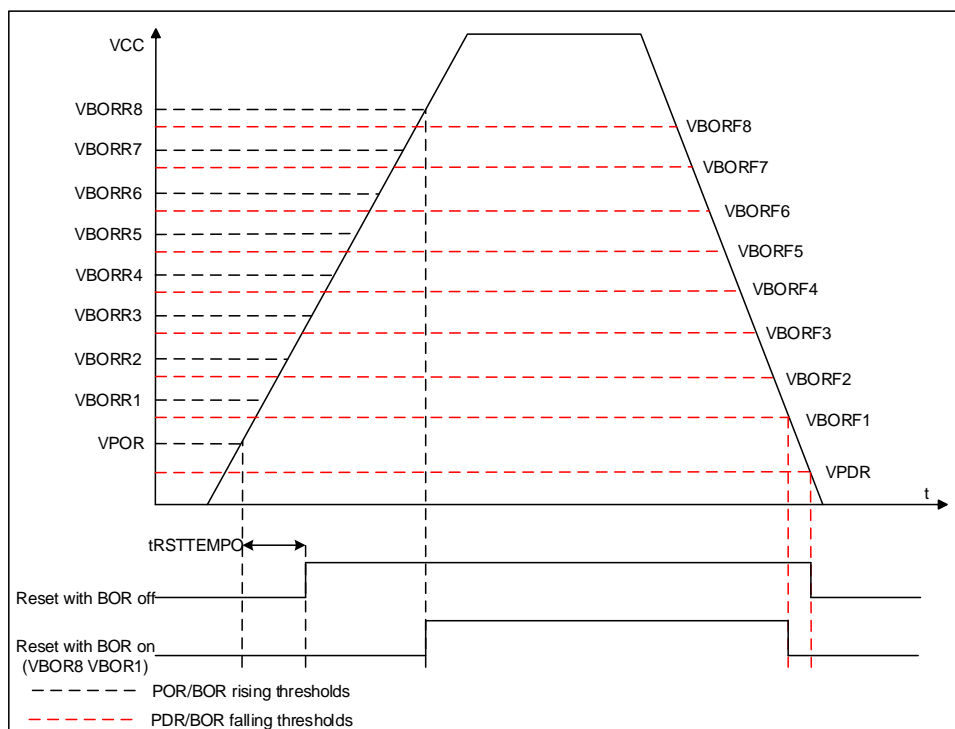 VCC
VBORR8
VBORF8
VBORR7
VBORF7
VBORR6
VBORF6
VBORR5
VBORF5
VBORR4
VBORF4
VBORR3
VBORF3
VBORR2
VBORF2
VBORR1
VBORF1
VPOR
VPDR
t
tRSTTEMPO
Reset with BOR off
Reset with BOR on
(VBOR8 VBOR1)
POR/BOR rising thresholds
PDR/BOR falling thresholds